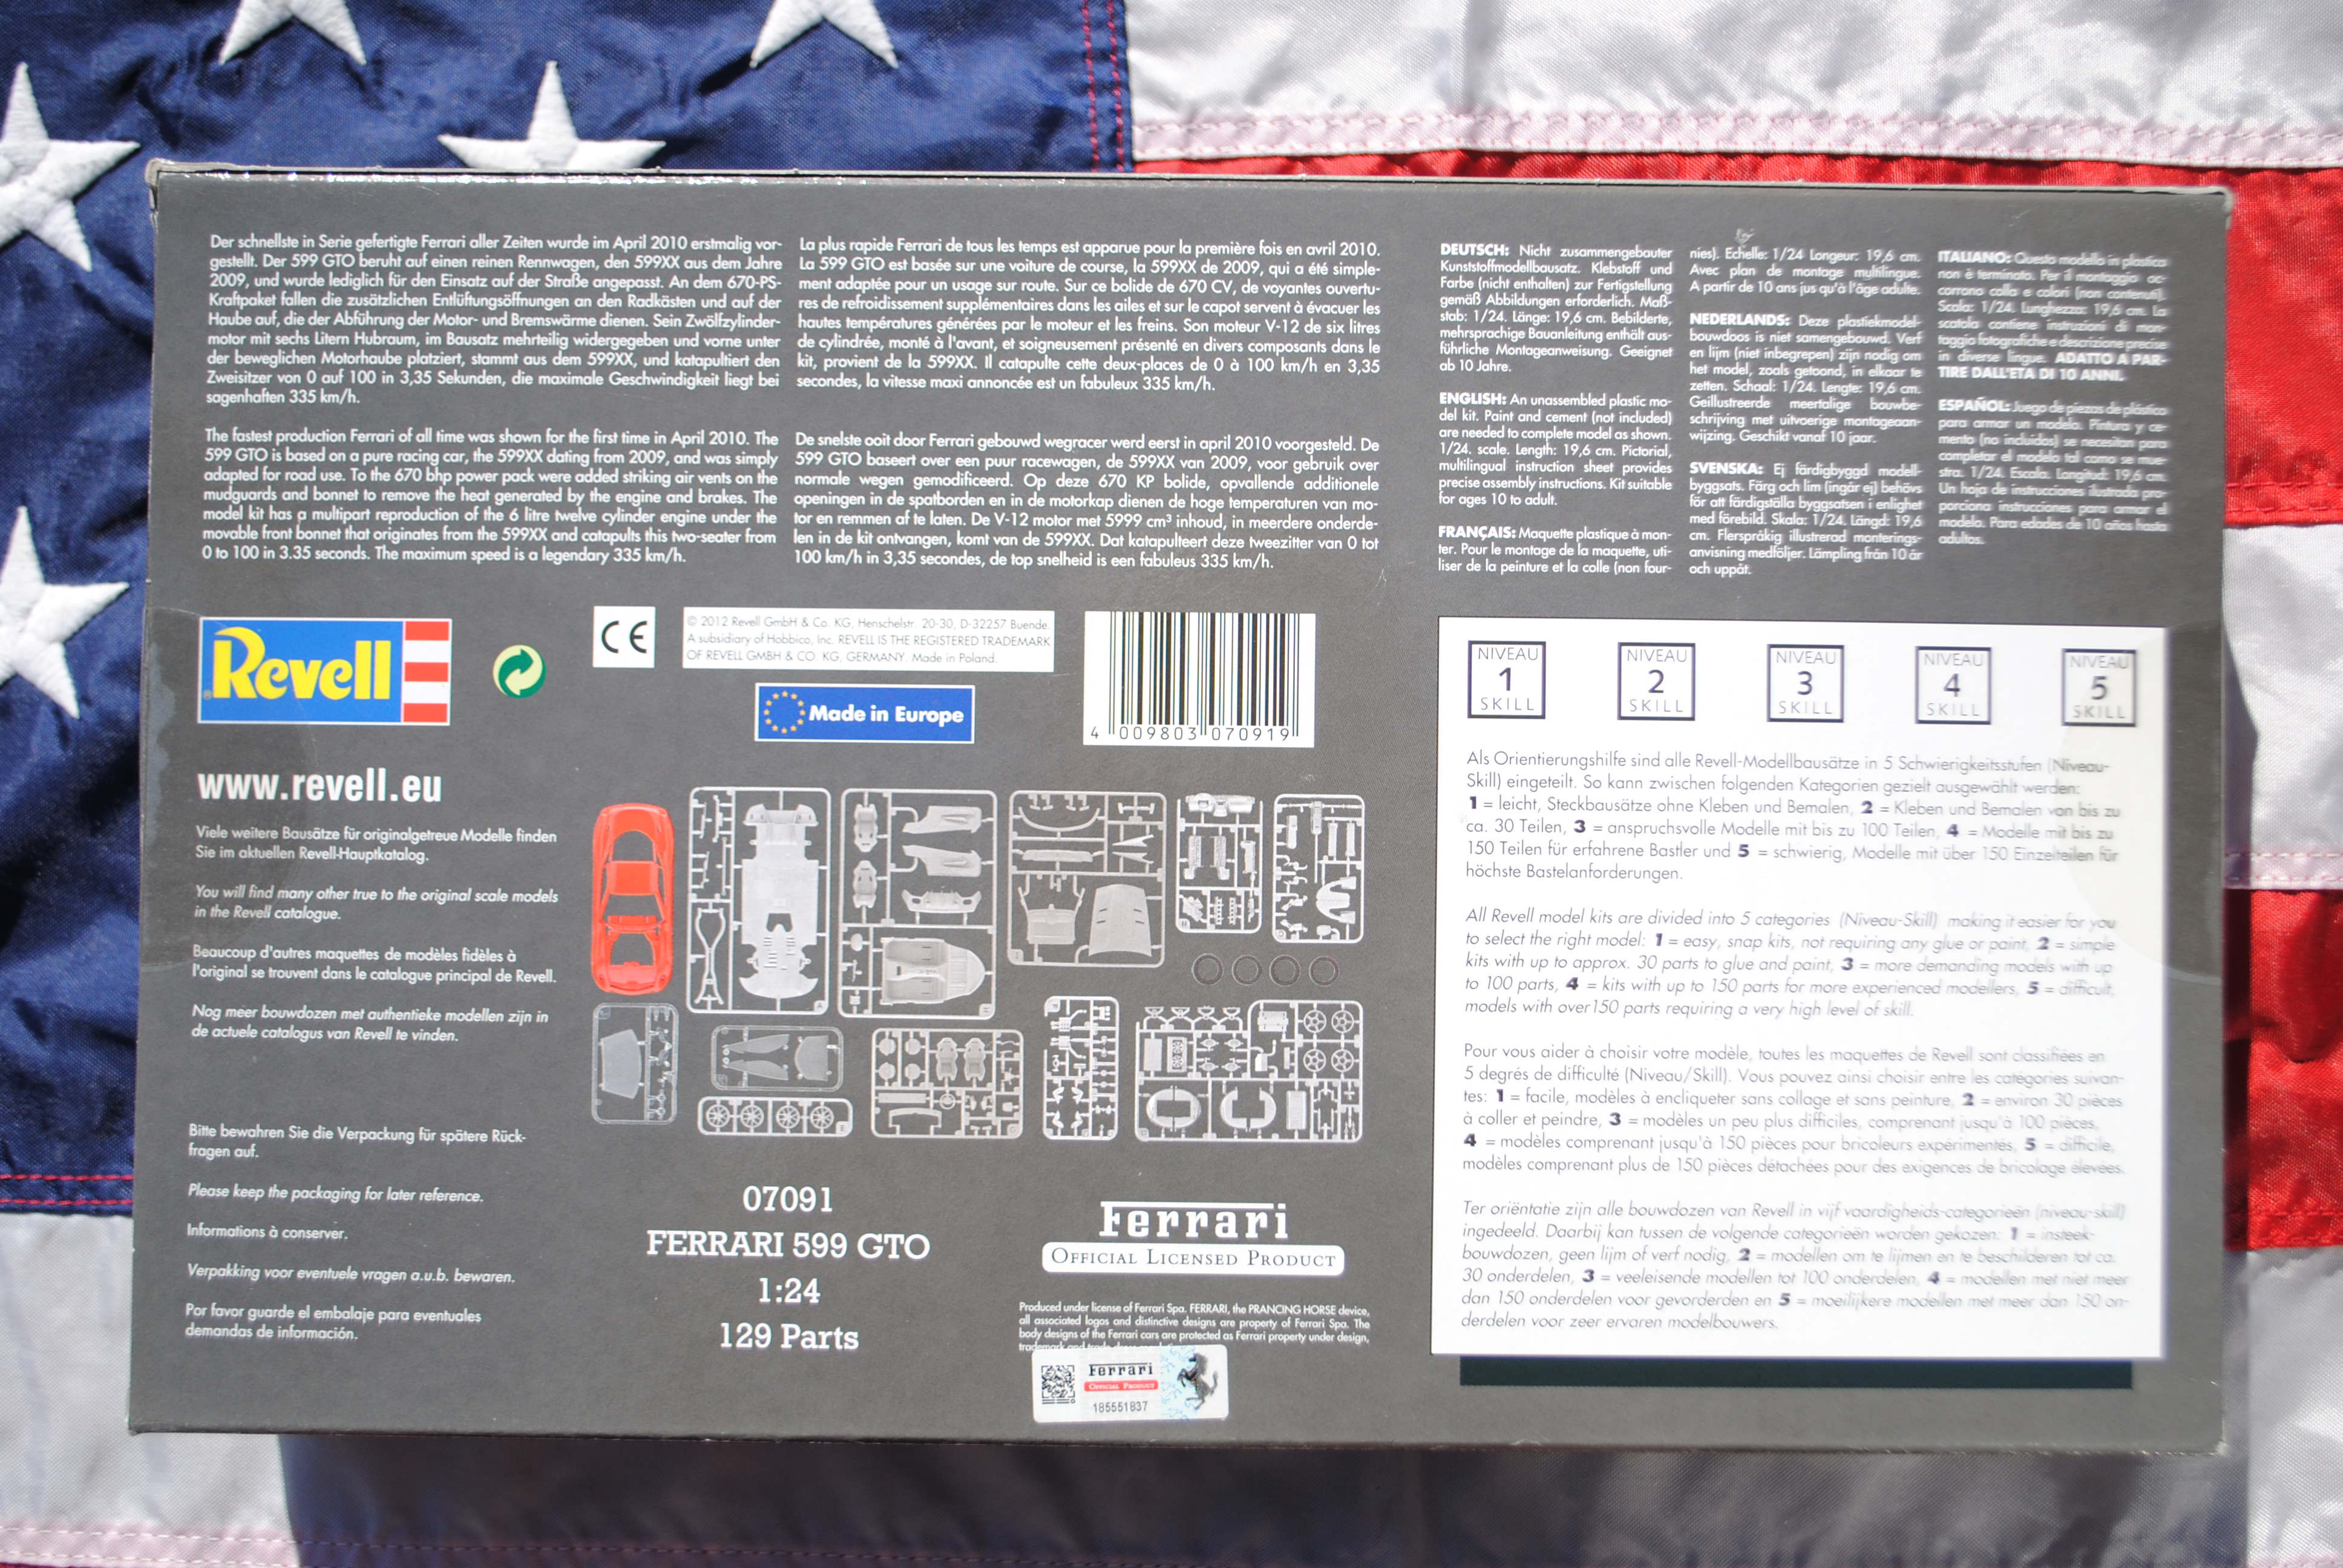 Der schnellste in Serie gefertigte Ferrari aller Zeiten wurde im April 2010 erstmalig vor-
gestellt. Der 599 GTO beruht auf einen reinen Rennwagen, den 599XX aus dem Jahre
2009, und wurde lediglich für den Einsatz auf der Straße angepasst. An dem 670-PS-
Kraftpaket fallen die zusätzlichen Entlüftungsöffnungen an den Radkästen und auf der
Haube auf, die der Abführung der Motor- und Bremswärme dienen. Sein Zwölfzylinder-
motor mit sechs Litern Hubraum, im Bausatz mehrteilig widergegeben und vorne unter
der beweglichen Motorhaube platziert, stammt aus dem 599XX, und katapultiert den
Zweisitzer von 0 auf 100 in 3,35 Sekunden, die maximale Geschwindigkeit liegt bei
sagenhaften 335 km/h.
The fastest production Ferrari of all time was shown for the first time in April 2010. The
599 GTO is based on a pure racing car, the 599XX dating from 2009, and was simply
adapted for road use. To the 670 bhp power pack were added striking air vents on the
mudguards and bonnet to remove the heat generated by the engine and brakes. The
model kit has a multipart reproduction of the 6 litre twelve cylinder engine under the
movable front bonnet that originates from the 599XX and catapults this two-seater from
0 to 100 in 3.35 seconds. The maximum speed is a legendary 335 km/h.
La plus rapide Ferrari de tous les temps est apparue pour la première fois en avril 2010.
La 599 GTO est basée sur une voiture de course, la 599XX de 2009, qui a été simple-
ment adaptée pour un usage sur route. Sur ce bolide de 670 CV, de voyantes ouvertu-
res de refroidissement supplémentaires dans les ailes et sur le capot servent à évacuer les
hautes températures générées par le moteur et les freins. Son moteur V-12 de six litres
de cylindrée, monté à l'avant, et soigneusement présenté en divers composants dans le
kit, provient de la 599XX. Il catapulte cette deux-places de 0 à 100 km/h en 3,35
secondes, la vitesse maxi annoncée est un fabuleux 335 km/h.
De snelste ooit door Ferrari gebouwd wegracer werd eerst in april 2010 voorgesteld. De
599 GTO baseert over een puur racewagen, de 599XX van 2009, voor gebruik over
normale wegen gemodificeerd. Op deze 670 KP bolide, opvallende additionele
openingen in de spatborden en in de motorkap dienen de hoge temperaturen van mo-
tor en remmen af te laten. De V-12 motor met 5999 cm³ inhoud, in meerdere onderde-
len in de kit ontvangen, komt van de 599XX. Dat katapulteert deze tweezitter van 0 tot
100 km/h in 3,35 secondes, de top snelheid is een fabuleus 335 km/h.
DEUTSCH: Nicht zusammengebauter
Kunststoffmodellbausatz. Klebstoff und
Farbe (nicht enthalten) zur Fertigstellung
gemäß Abbildungen erforderlich. Maß-
stab: 1/24. Länge: 19,6 cm. Bebilderte,
mehrsprachige Bauanleitung enthält aus-
führliche Montageanweisung. Geeignet
ab 10 Jahre.
ENGLISH: An unassembled plastic mo-
del kit. Paint and cement (not included)
are needed to complete model as shown.
1/24. scale. Length: 19,6 cm. Pictorial,
multilingual instruction sheet provides
precise assembly instructions. Kit suitable
for ages 10 to adult.
FRANÇAIS: Maquette plastique à mon-
ter. Pour le montage de la maquette, uti-
liser de la peinture et la colle (non four-
nies). Echelle: 1/24 Longeur: 19,6 cm.
Avec plan de montage multilingue.
A partir de 10 ans jus qu'à l'âge adulte.
NEDERLANDS: Deze plastiekmodel-
bouwdoos is niet samengebouwd. Verf
en lijm (niet inbegrepen) zijn nodig om
het model, zoals getoond, in elkaar te
zetten. Schaal: 1/24. Lengte: 19,6 cm.
Geillustreerde meertalige bouwbe-
schrijving met uitvoerige montageaan-
wijzing. Geschikt vanaf 10 jaar.
SVENSKA: Ej färdigbyggd modell-
byggsats. Färg och lim (ingår ej) behövs
för att färdigställa byggsatsen i enlighet
med förebild. Skala: 1/24. Längd: 19,6
cm. Flerspråkig illustrerad monterings-
anvisning medföljer. Lämpling från 10 år
och uppåt.
ITALIANO: Questo modello in plastica
non è terminato. Per il montaggio oc-
corrono colla e colori (non contenuti).
Scala: 1/24. Lunghezza: 19,6 cm. La
scatola contiene instruzioni di mon-
taggio fotografiche e descrizione precise
in diverse lingue. ADATTO A PAR-
TIRE DALL'ETA DI 10 ANNI.
ESPAÑOL: Juego de piezas de plástico
para armar un modelo. Pintura y ce-
mento (no incluidos) se necesitan para
completar el modelo tal como se mue-
stra. 1/24. Escala. Longitud: 19,6 cm.
Un hoja de instrucciones ilustrada pro-
porciona instrucciones para armar el
modelo. Para edades de 10 años hasta
adultos.
Revell
CE
© 2012 Revell GmbH & Co. KG, Henschelstr. 20-30, D-32257 Buende.
A subsidiary of Hobbico, Inc. REVELL IS THE REGISTERED TRADEMARK
OF REVELL GMBH & CO. KG, GERMANY. Made in Poland.
Made in Europe
4 009803 070919
www.revell.eu
Viele weitere Bausätze für originalgetreue Modelle finden
Sie im aktuellen Revell-Hauptkatalog.
You will find many other true to the original scale models
in the Revell catalogue.
Beaucoup d'autres maquettes de modèles fidèles à
l'original se trouvent dans le catalogue principal de Revell.
Nog meer bouwdozen met authentieke modellen zijn in
de actuele catalogus van Revell te vinden.
Bitte bewahren Sie die Verpackung für spätere Rück-
fragen auf.
Please keep the packaging for later reference.
Informations à conserver.
Verpakking voor eventuele vragen a.u.b. bewaren.
Por favor guarde el embalaje para eventuales
demandas de información.
07091
FERRARI 599 GTO
1:24
129 Parts
Ferrari
OFFICIAL LICENSED PRODUCT
Produced under license of Ferrari Spa. FERRARI, the PRANCING HORSE device,
all associated logos and distinctive designs are property of Ferrari Spa. The
body designs of the Ferrari cars are protected as Ferrari property under design,
trademark and trade dress
Ferrari
OFFICIAL PRODUCT
185551837
NIVEAU 1 SKILL
NIVEAU 2 SKILL
NIVEAU 3 SKILL
NIVEAU 4 SKILL
NIVEAU 5 SKILL
Als Orientierungshilfe sind alle Revell-Modellbausätze in 5 Schwierigkeitsstufen (Niveau-
Skill) eingeteilt. So kann zwischen folgenden Kategorien gezielt ausgewählt werden:
1 = leicht, Steckbausätze ohne Kleben und Bemalen, 2 = Kleben und Bemalen von bis zu
ca. 30 Teilen, 3 = anspruchsvolle Modelle mit bis zu 100 Teilen, 4 = Modelle mit bis zu
150 Teilen für erfahrene Bastler und 5 = schwierig, Modelle mit über 150 Einzelteilen für
höchste Bastelanforderungen.
All Revell model kits are divided into 5 categories (Niveau-Skill) making it easier for you
to select the right model: 1 = easy, snap kits, not requiring any glue or paint, 2 = simple
kits with up to approx. 30 parts to glue and paint, 3 = more demanding models with up
to 100 parts, 4 = kits with up to 150 parts for more experienced modellers, 5 = difficult,
models with over150 parts requiring a very high level of skill.
Pour vous aider à choisir votre modèle, toutes les maquettes de Revell sont classifiées en
5 degrés de difficulté (Niveau/Skill). Vous pouvez ainsi choisir entre les catégories suivan-
tes: 1 = facile, modèles à encliqueter sans collage et sans peinture, 2 = environ 30 pièces
à coller et peindre, 3 = modèles un peu plus difficiles, comprenant jusqu'à 100 pièces,
4 = modèles comprenant jusqu'à 150 pièces pour bricoleurs expérimentés, 5 = difficile,
modèles comprenant plus de 150 pièces détachées pour des exigences de bricolage élevées.
Ter oriëntatie zijn alle bouwdozen van Revell in vijf vaardigheids-categorieën (niveau-skill)
ingedeeld. Daarbij kan tussen de volgende categorieën worden gekozen: 1 = insteek-
bouwdozen, geen lijm of verf nodig, 2 = modellen om te lijmen en te beschilderen tot ca.
30 onderdelen, 3 = veeleisende modellen tot 100 onderdelen, 4 = modellen met niet meer
dan 150 onderdelen voor gevorderden en 5 = moeilijkere modellen met meer dan 150 on-
derdelen voor zeer ervaren modelbouwers.